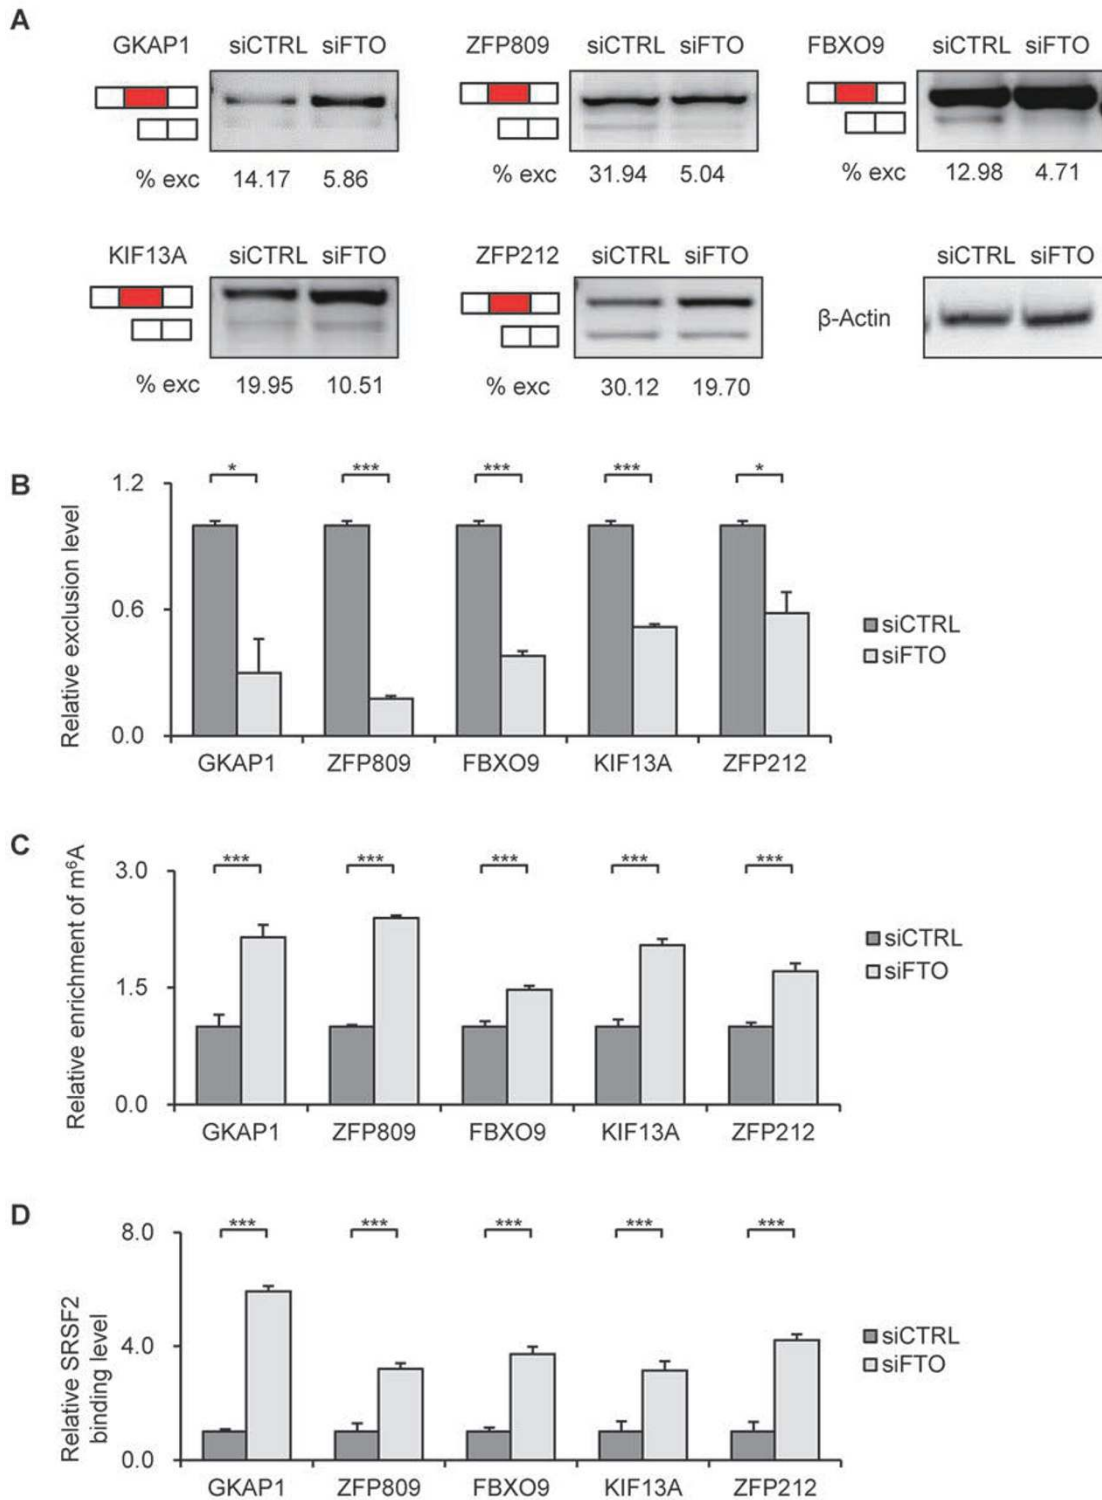 A
GKAP1 siCTRL siFTO
% exc 14.17 5.86
ZFP809 siCTRL siFTO
% exc 31.94 5.04
FBXO9 siCTRL siFTO
% exc 12.98 4.71
KIF13A siCTRL siFTO
% exc 19.95 10.51
ZFP212 siCTRL siFTO
% exc 30.12 19.70
siCTRL siFTO
β-Actin
B
Relative exclusion level
1.2
0.6
0.0
* *** *** *** *
GKAP1 ZFP809 FBXO9 KIF13A ZFP212
siCTRL
siFTO
C
Relative enrichment of m⁶A
3.0
1.5
0.0
*** *** *** *** ***
GKAP1 ZFP809 FBXO9 KIF13A ZFP212
siCTRL
siFTO
D
Relative SRSF2
binding level
8.0
4.0
0.0
*** *** *** *** ***
GKAP1 ZFP809 FBXO9 KIF13A ZFP212
siCTRL
siFTO